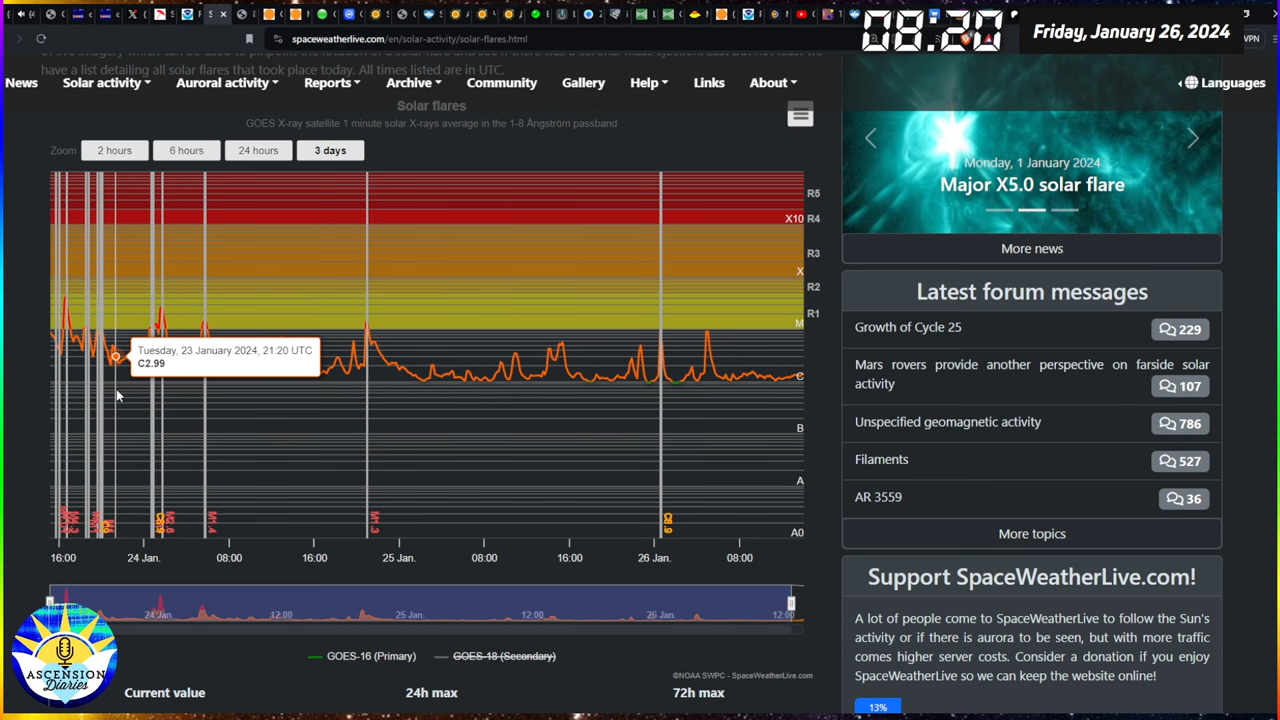 08:20
Friday, January 26, 2024
spaceweatherlive.com/en/solar-activity/solar-flares.html
VPN
have a list detailing all solar flares that took place today. All times listed are in UTC.
News
Solar activity
Auroral activity
Reports
Archive
Community
Gallery
Help
Links
About
Languages
Solar flares
GOES X-ray satellite 1 minute solar X-rays average in the 1-8 Ångström passband
Zoom
2 hours
6 hours
24 hours
3 days
X10
R5
R4
R3
X
R2
R1
M
C
B
A
A0
Tuesday, 23 January 2024, 21:20 UTC
C2.99
M1.4
M1.3
C8.9
16:00
24 Jan.
08:00
16:00
25 Jan.
08:00
16:00
26 Jan.
08:00
24 Jan.
12:00
25 Jan.
12:00
26 Jan.
12:00
GOES-16 (Primary)
GOES-18 (Secondary)
©NOAA SWPC - SpaceWeatherLive.com
Current value
24h max
72h max
Monday, 1 January 2024
Major X5.0 solar flare
More news
Latest forum messages
Growth of Cycle 25
229
Mars rovers provide another perspective on farside solar
activity
107
Unspecified geomagnetic activity
786
Filaments
527
AR 3559
36
More topics
Support SpaceWeatherLive.com!
A lot of people come to SpaceWeatherLive to follow the Sun's
activity or if there is aurora to be seen, but with more traffic
comes higher server costs. Consider a donation if you enjoy
SpaceWeatherLive so we can keep the website online!
13%
ASCENSION
Diaries